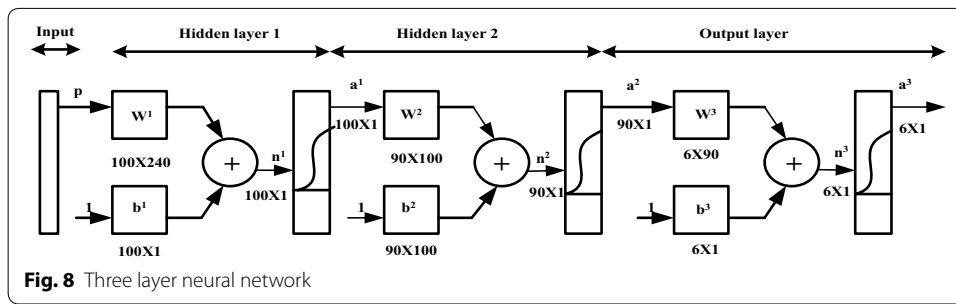 Input Hidden layer 1 Hidden layer 2 Output layer
p a¹ a² a³
W¹ 100X1 W² 90X1 W³ 6X1
100X240 90X100 6X90
+ n¹ + n² + n³
100X1 90X1 6X1
1 b¹ 1 b² 1 b³
100X1 90X100 6X1
Fig. 8 Three layer neural network